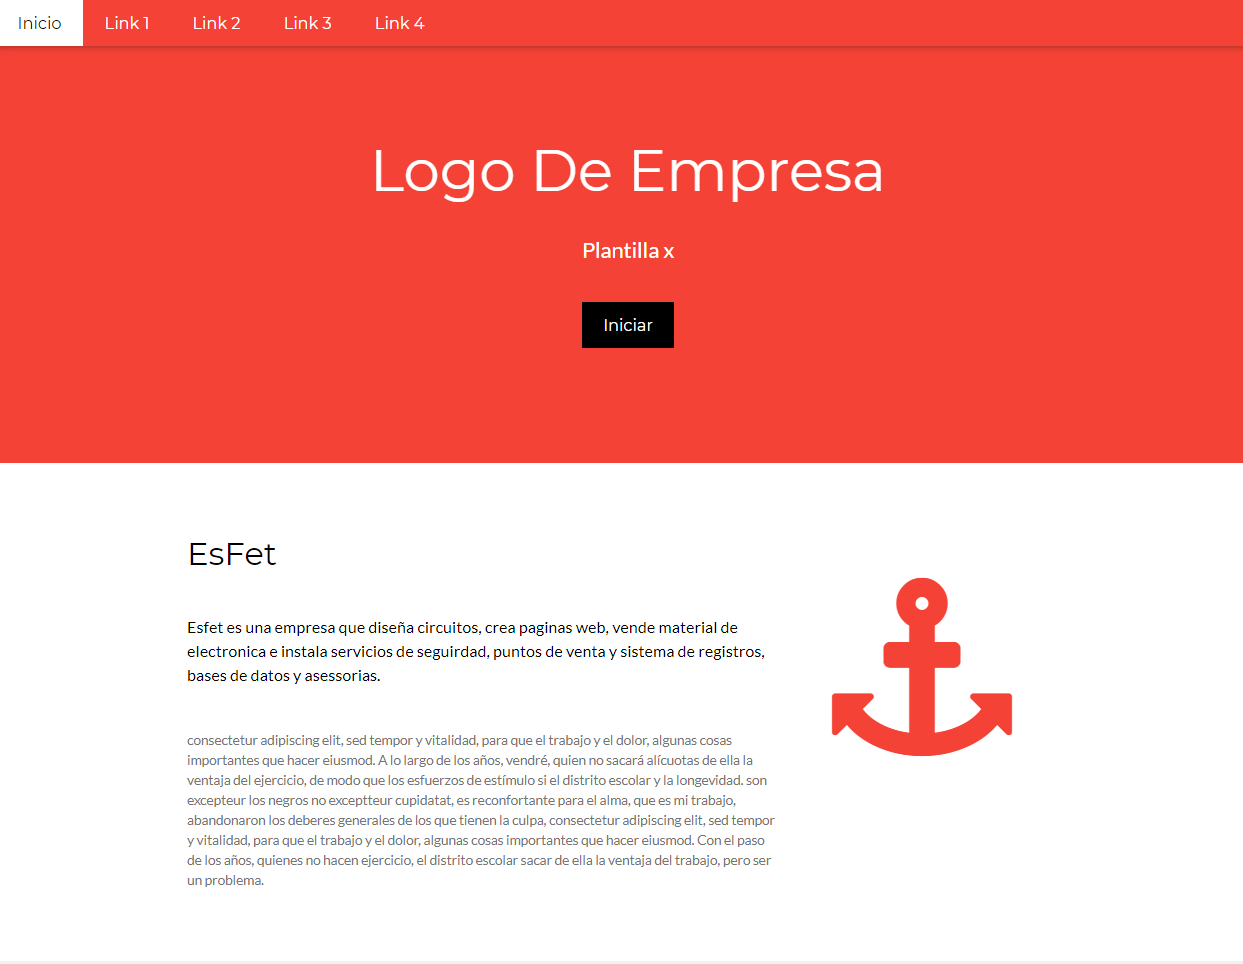 Inicio Link 1 Link 2 Link 3 Link 4
Logo De Empresa
Plantilla x
Iniciar
EsFet
Esfet es una empresa que diseña circuitos, crea paginas web, vende material de
electronica e instala servicios de seguirdad, puntos de venta y sistema de registros,
bases de datos y asessorias.
consectetur adipiscing elit, sed tempor y vitalidad, para que el trabajo y el dolor, algunas cosas
importantes que hacer eiusmod. A lo largo de los años, vendré, quien no sacará alícuotas de ella la
ventaja del ejercicio, de modo que los esfuerzos de estímulo si el distrito escolar y la longevidad. son
excepteur los negros no excepteur cupidatat, es reconfortante para el alma, que es mi trabajo,
abandonaron los deberes generales de los que tienen la culpa, consectetur adipiscing elit, sed tempor
y vitalidad, para que el trabajo y el dolor, algunas cosas importantes que hacer eiusmod. Con el paso
de los años, quienes no hacen ejercicio, el distrito escolar sacar de ella la ventaja del trabajo, pero ser
un problema.